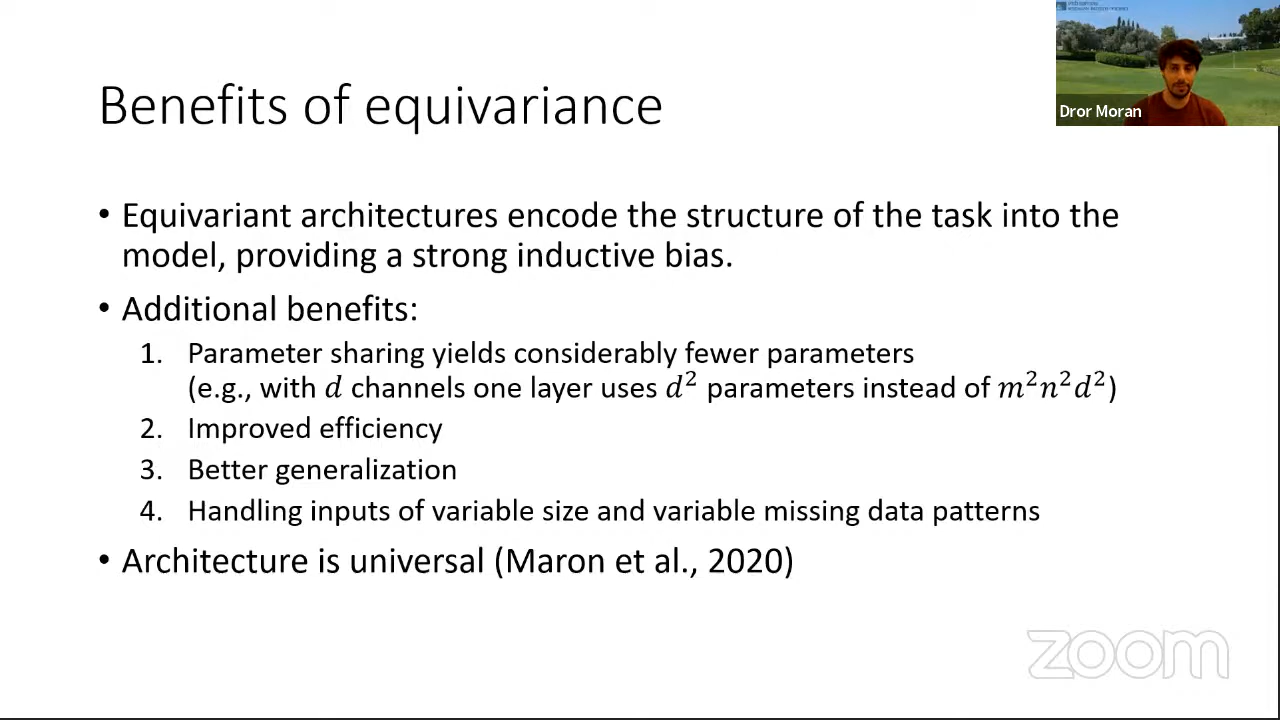 Dror Moran
Benefits of equivariance
• Equivariant architectures encode the structure of the task into the
model, providing a strong inductive bias.
• Additional benefits:
1. Parameter sharing yields considerably fewer parameters
(e.g., with d channels one layer uses d² parameters instead of m²n²d²)
2. Improved efficiency
3. Better generalization
4. Handling inputs of variable size and variable missing data patterns
• Architecture is universal (Maron et al., 2020)
zoom